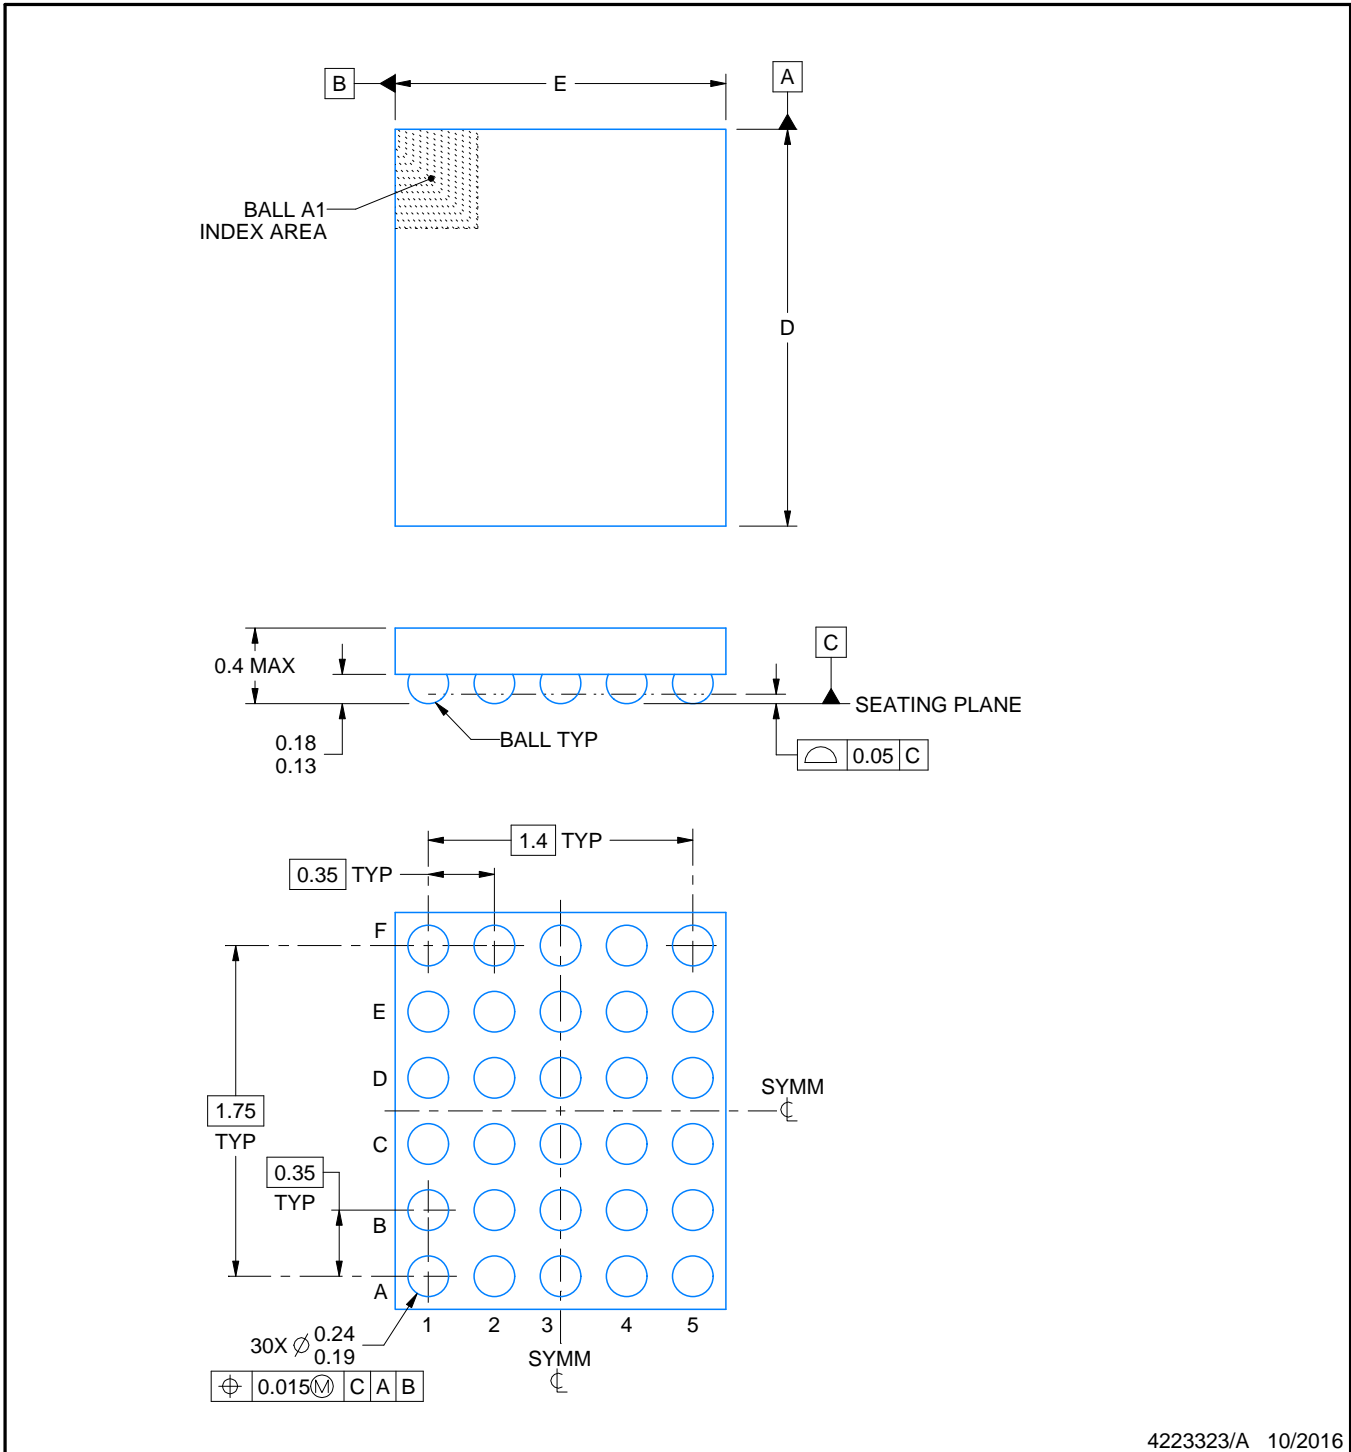 B
E
A
BALL A1
INDEX AREA
D
0.4 MAX
C
SEATING PLANE
0.18
0.13
BALL TYP
0.05 C
1.4 TYP
0.35 TYP
F
E
D
SYMM
1.75
TYP
C
0.35
TYP
B
A
1 2 3 4 5
30X ⌀ 0.24
0.19
SYMM
0.015Ⓜ C A B
4223323/A 10/2016